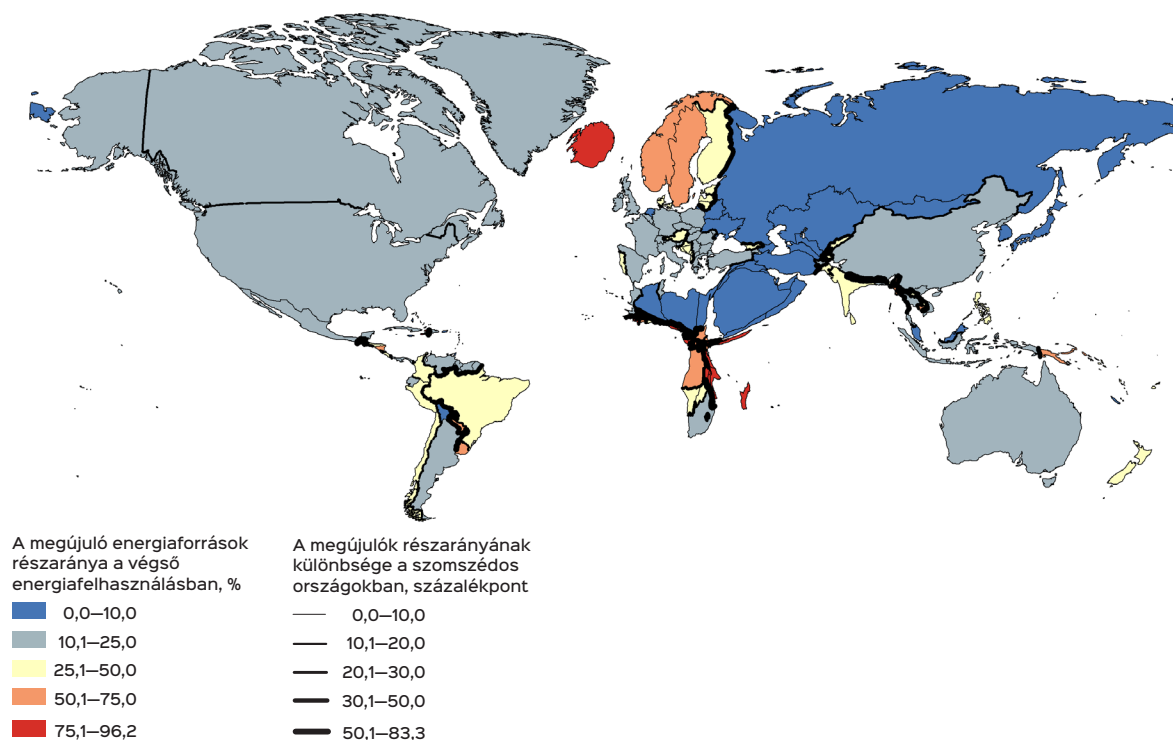 A megújuló energiaforrások
részaránya a végső
energiafelhasználásban, %
0,0—10,0
10,1—25,0
25,1—50,0
50,1—75,0
75,1—96,2
A megújulók részarányának
különbsége a szomszédos
országokban, százalékpont
0,0—10,0
10,1—20,0
20,1—30,0
30,1—50,0
50,1—83,3